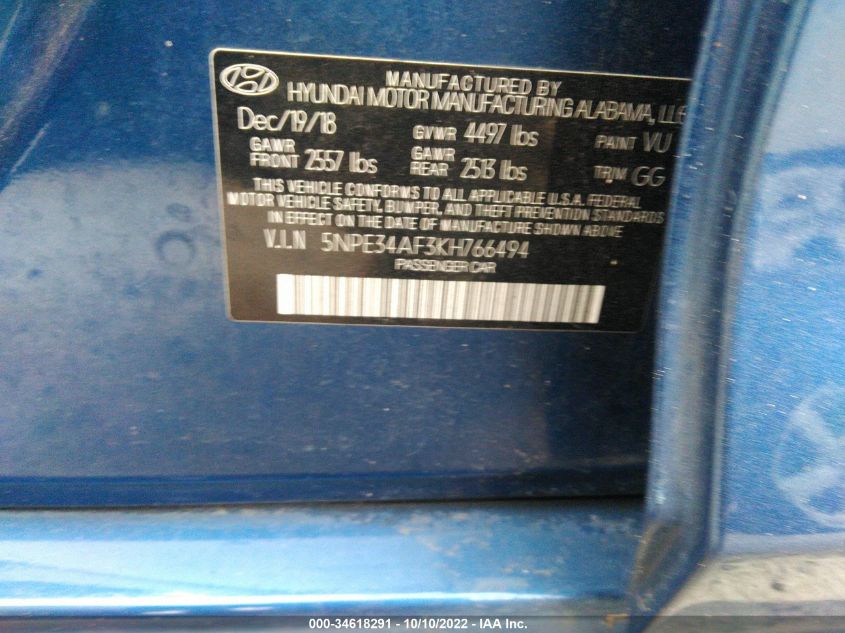 MANUFACTURED BY
HYUNDAI MOTOR MANUFACTURING ALABAMA, LLC
Dec/19/18 GVWR 4497 lbs PAINT VU
GAWR FRONT 2557 lbs GAWR REAR 2513 lbs TRIM GG
THIS VEHICLE CONFORMS TO ALL APPLICABLE U.S.A. FEDERAL
MOTOR VEHICLE SAFETY, BUMPER, AND THEFT PREVENTION STANDARDS
IN EFFECT ON THE DATE OF MANUFACTURE SHOWN ABOVE
V.I.N 5NPE34AF3KH766494
PASSENGER CAR
000-34618291 - 10/10/2022 - IAA Inc.